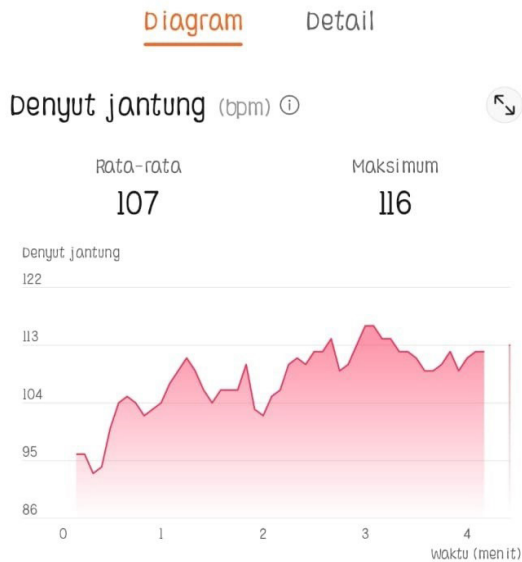 Diagram Detail
Denyut jantung (bpm)
Rata-rata Maksimum
107 116
Denyut jantung
122
113
104
95
86
0 1 2 3 4
Waktu (menit)